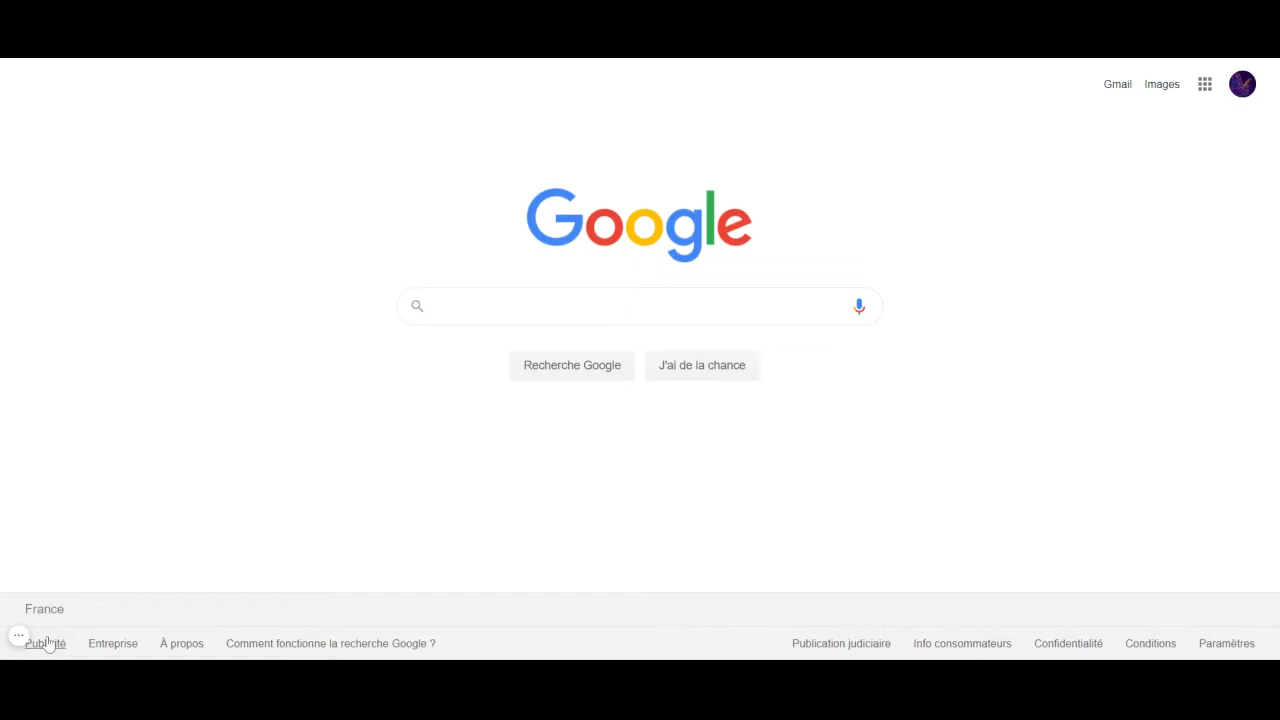 Gmail Images
Google
Recherche Google J'ai de la chance
France
Publicité Entreprise À propos Comment fonctionne la recherche Google ? Publication judiciaire Info consommateurs Confidentialité Conditions Paramètres